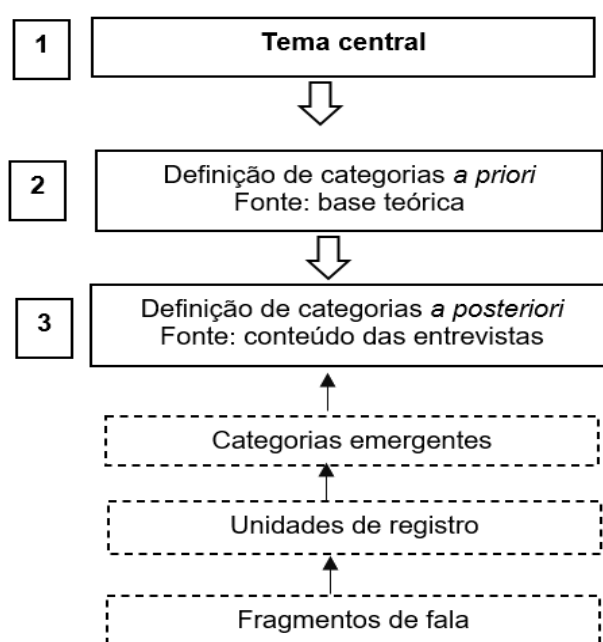 1
Tema central
2
Definição de categorias a priori
Fonte: base teórica
3
Definição de categorias a posteriori
Fonte: conteúdo das entrevistas
Categorias emergentes
Unidades de registro
Fragmentos de fala